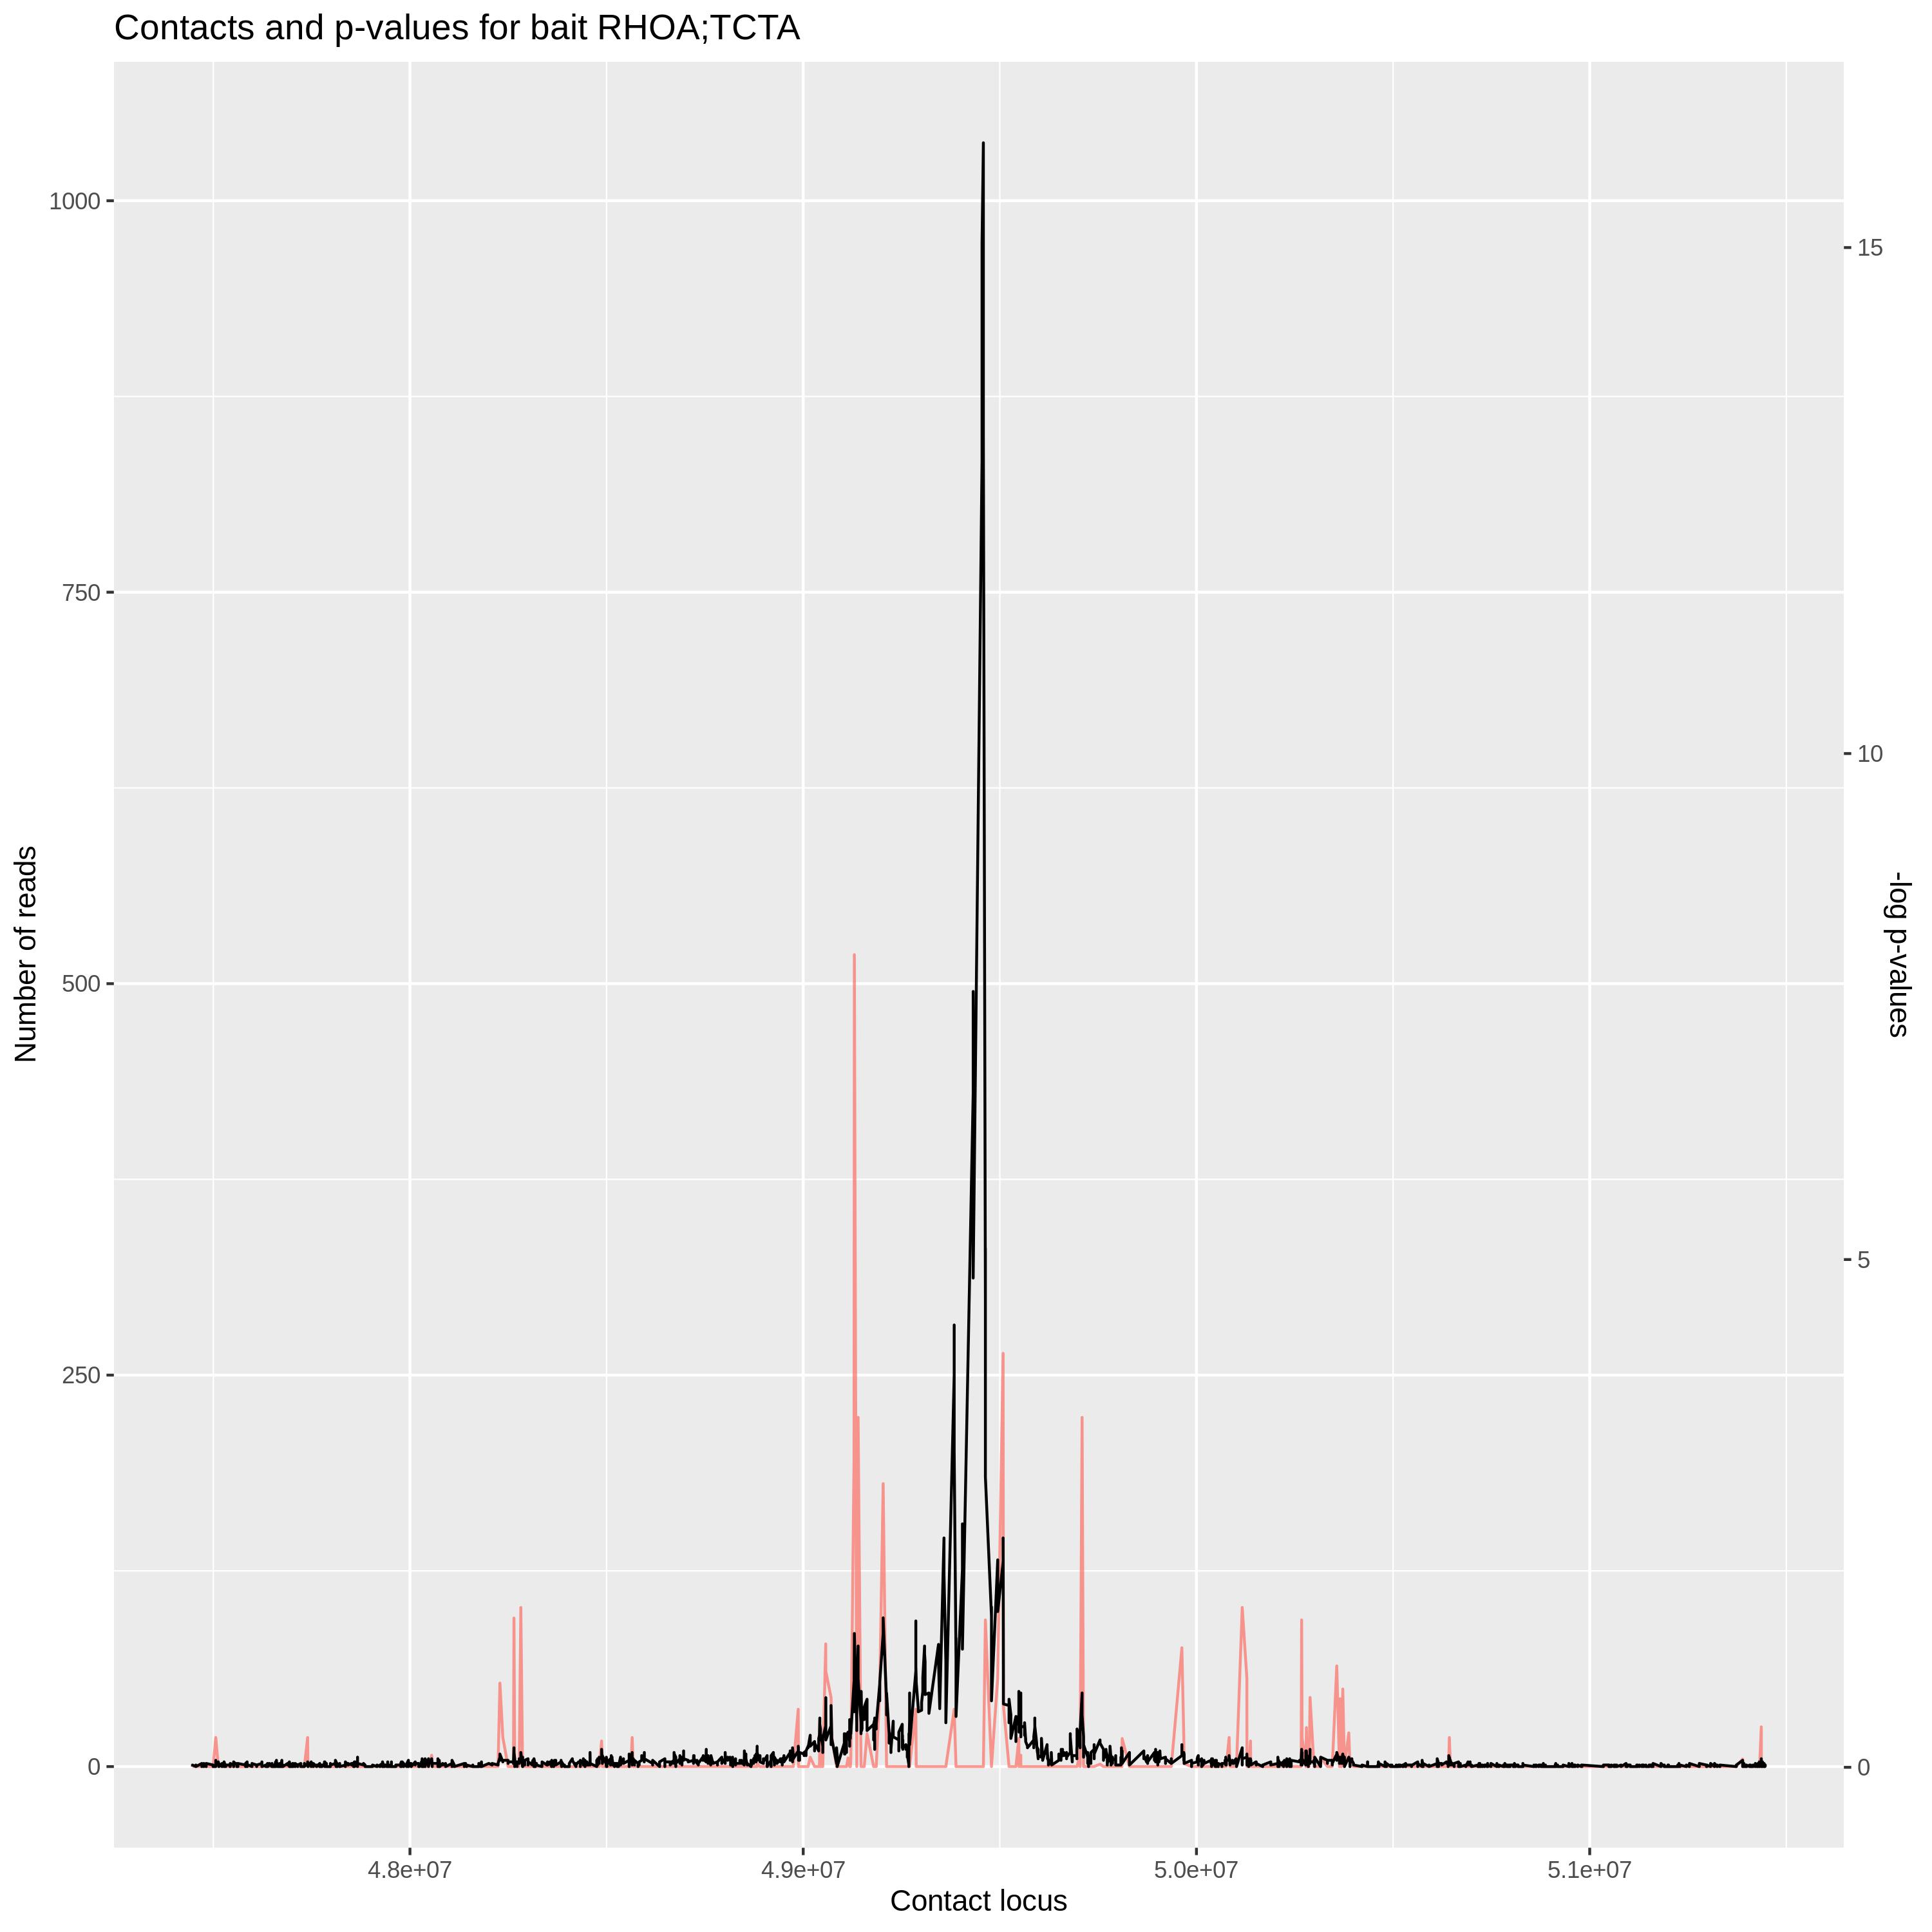 Contacts and p-values for bait RHOA;TCTA
1000
750
500
250
0
Number of reads
15
10
5
0
-log p-values
4.8e+07
4.9e+07
5.0e+07
5.1e+07
Contact locus